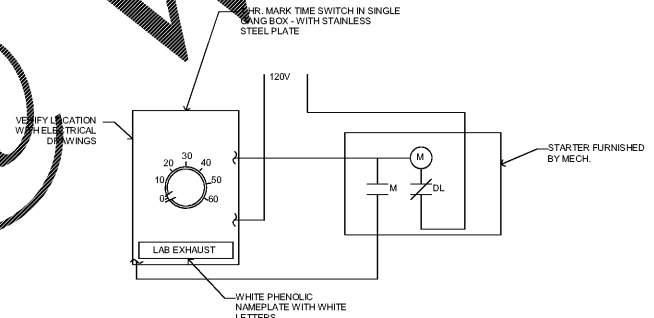 HR. MARK TIME SWITCH IN SINGLE
GANG BOX - WITH STAINLESS
STEEL PLATE
120V
VERIFY LOCATION
WITH ELECTRICAL
DRAWINGS
30
20 40
10 50
0 60
M
M DL
STARTER FURNISHED
BY MECH.
LAB EXHAUST
WHITE PHENOLIC
NAMEPLATE WITH WHITE
LETTERS